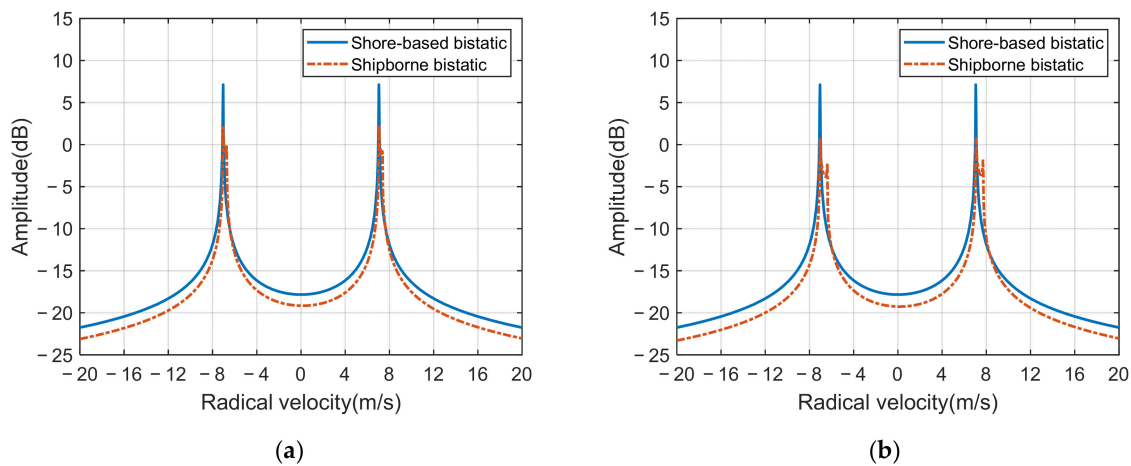 15
10
5
0
−5
−10
−15
−20
−25
Amplitude(dB)
Shore-based bistatic
Shipborne bistatic
−20 −16 −12 −8 −4 0 4 8 12 16 20
Radical velocity(m/s)
(a)
15
10
5
0
−5
−10
−15
−20
−25
Amplitude(dB)
Shore-based bistatic
Shipborne bistatic
−20 −16 −12 −8 −4 0 4 8 12 16 20
Radical velocity(m/s)
(b)